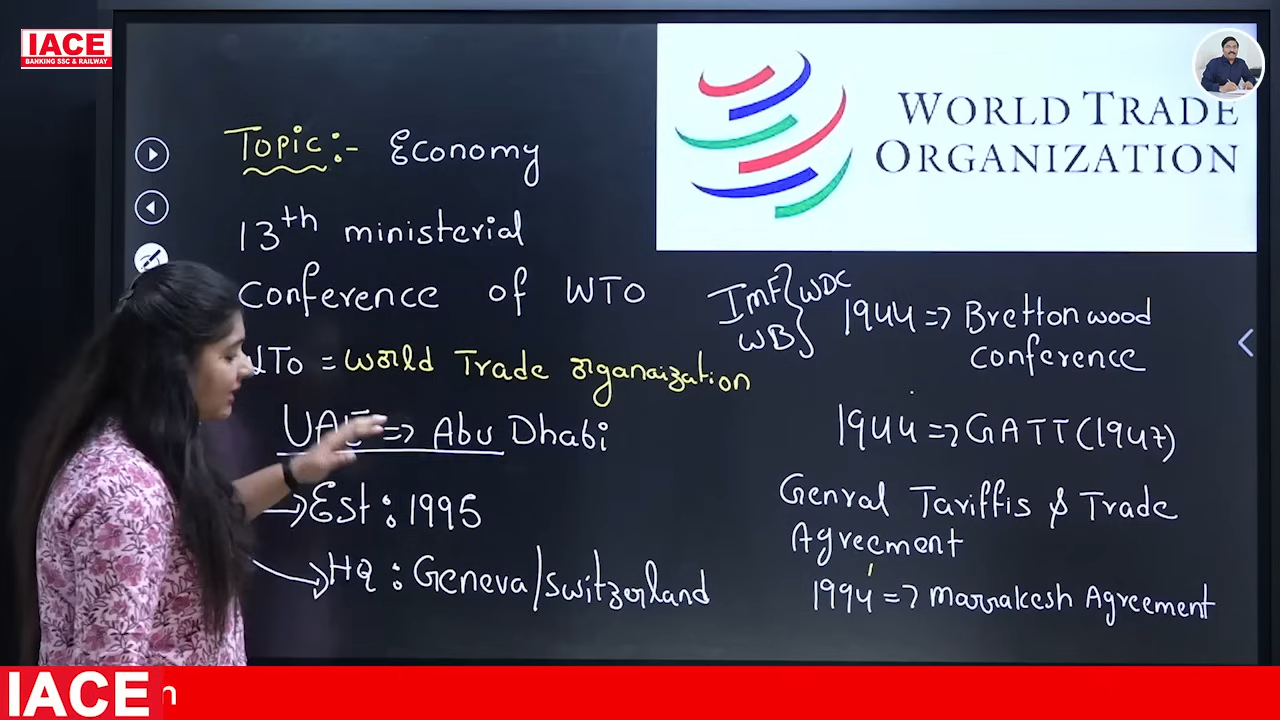 IACE
BANKING SSC & RAILWAY
WORLD TRADE
ORGANIZATION
Topic:- Economy
13th ministerial
conference of WTO
WTO = World Trade organaization
UAE => Abu Dhabi
Est: 1995
HQ: Geneva/Switzerland
IMF} WDC
WB}
1944 => Bretton wood
conference
1944 => GATT (1947)
Genral Tariffis & Trade
Agreement
1994 => Marrakesh Agreement
IACE